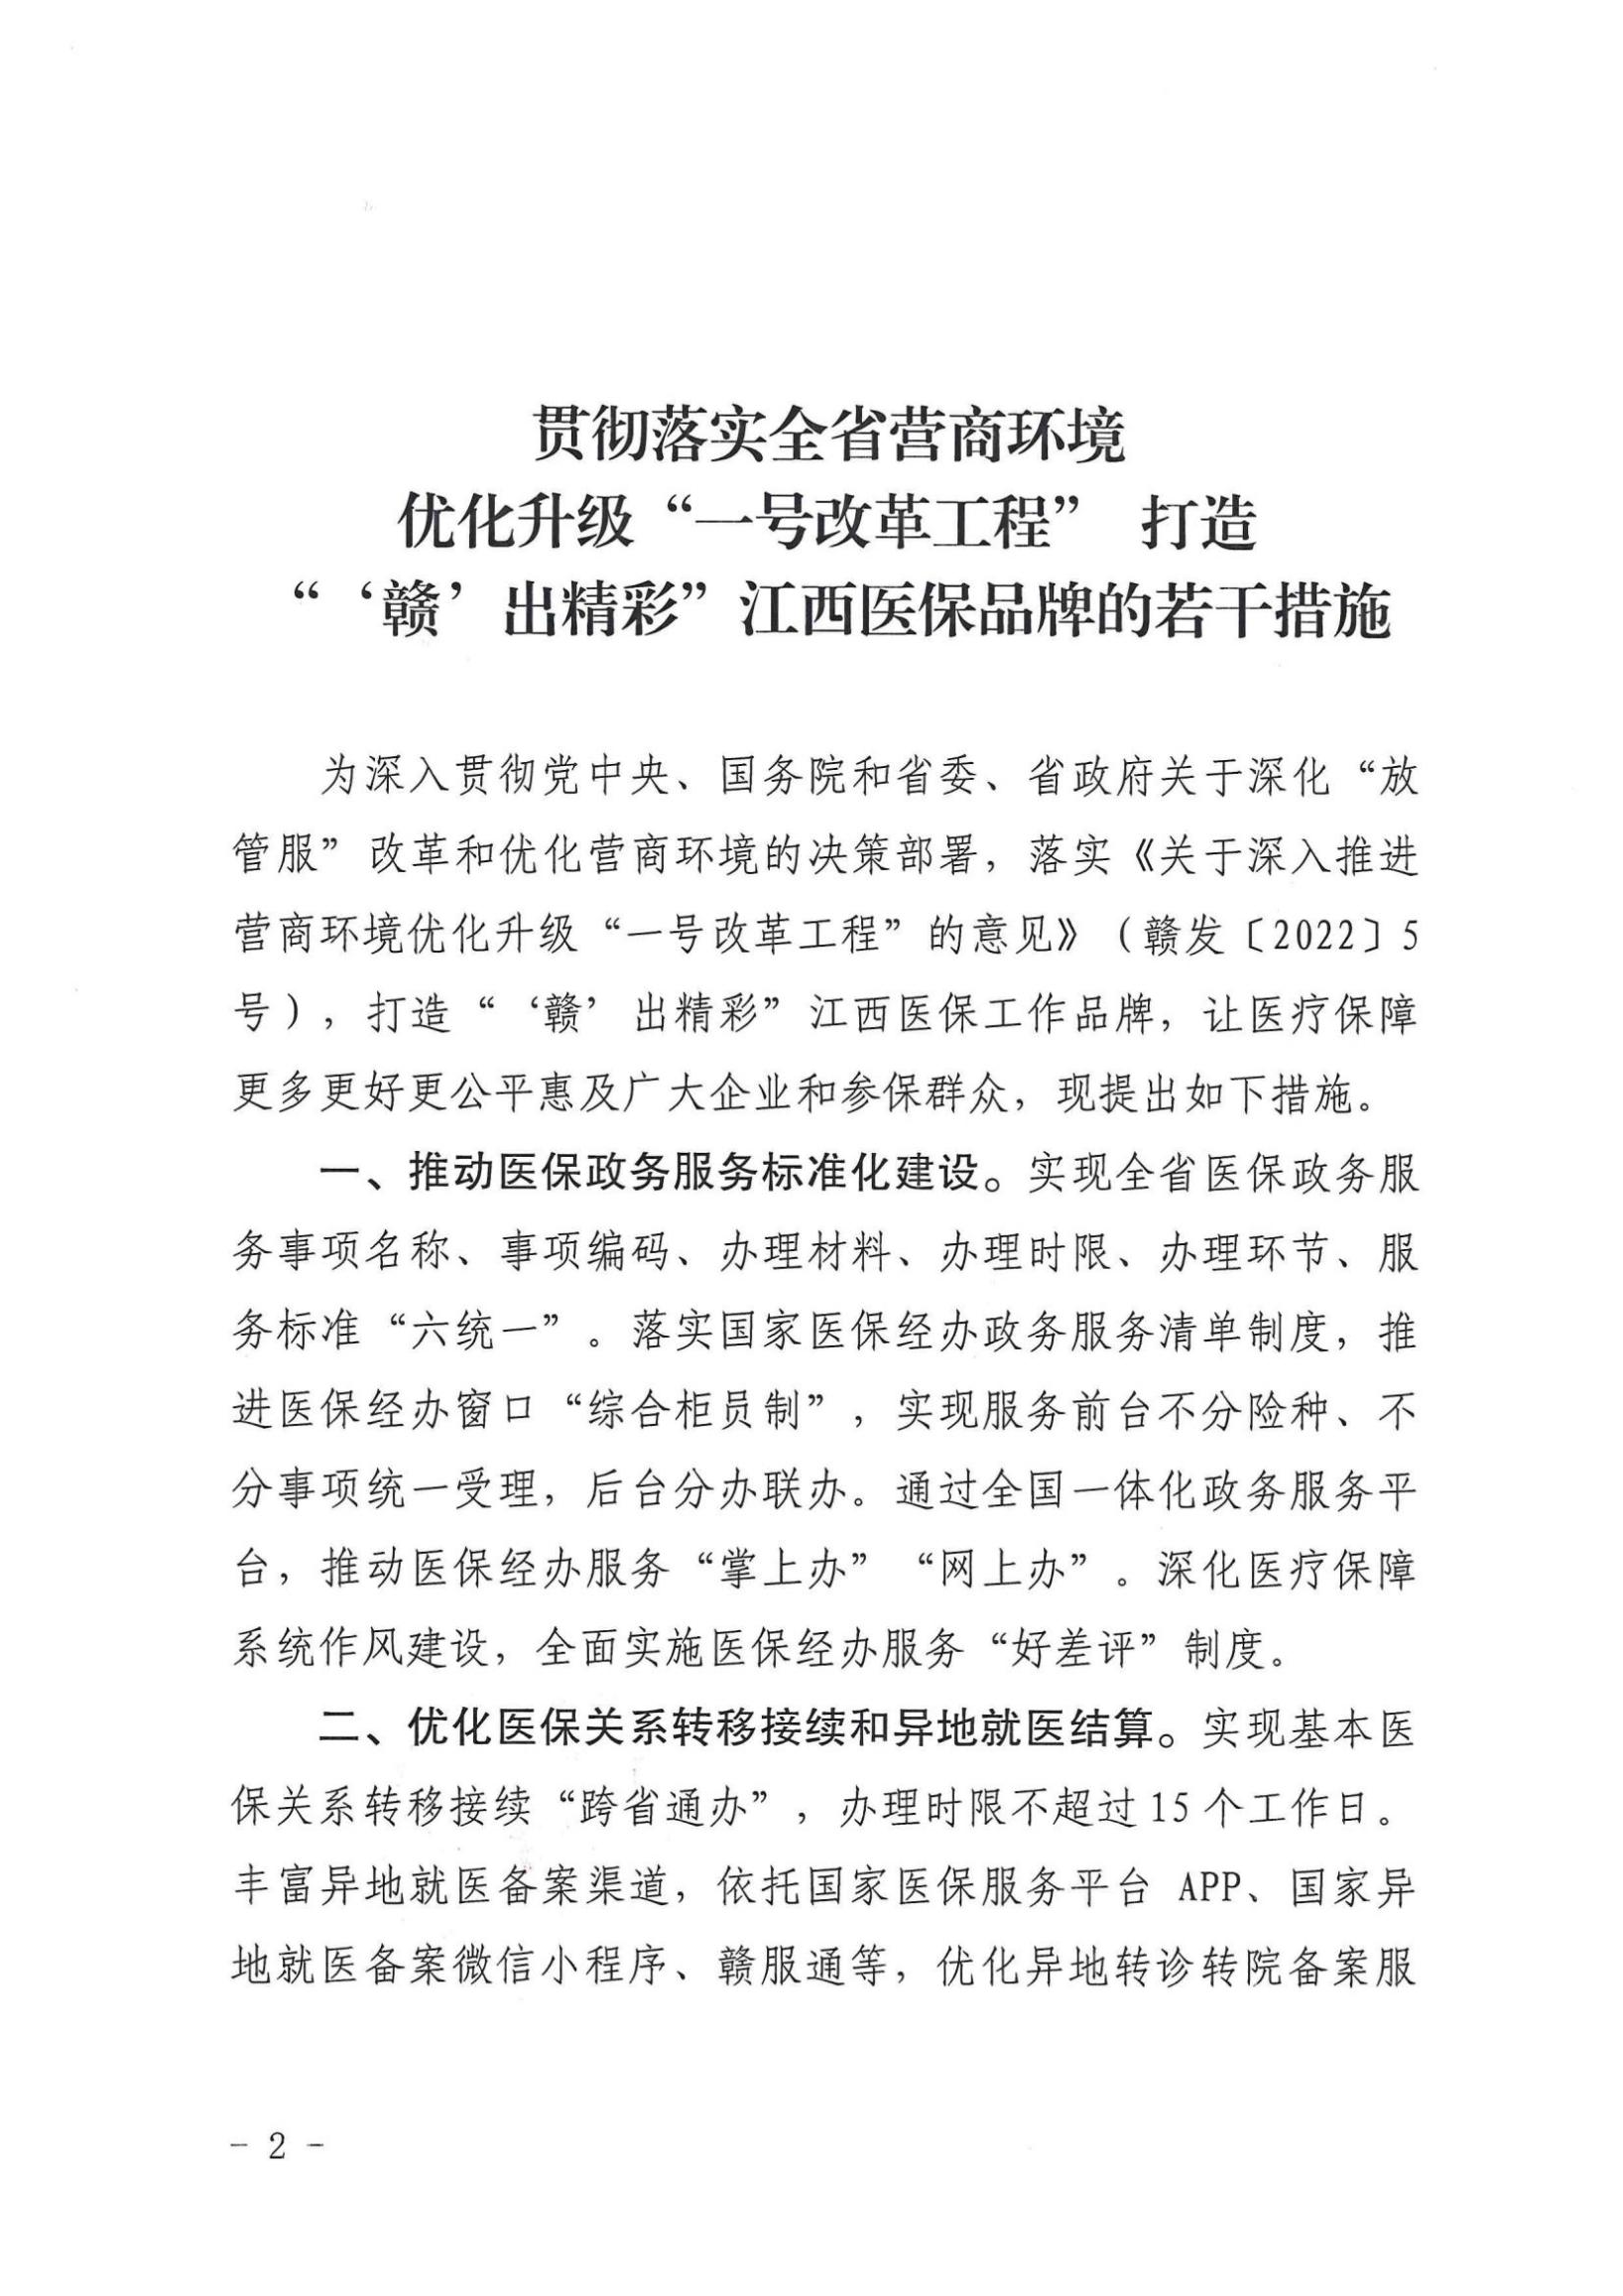 贯彻落实全省营商环境
优化升级“一号改革工程” 打造
“‘赣’出精彩”江西医保品牌的若干措施
为深入贯彻党中央、国务院和省委、省政府关于深化“放
管服”改革和优化营商环境的决策部署，落实《关于深入推进
营商环境优化升级“一号改革工程”的意见》（赣发〔2022〕5
号），打造“‘赣’出精彩”江西医保工作品牌，让医疗保障
更多更好更公平惠及广大企业和参保群众，现提出如下措施。
一、推动医保政务服务标准化建设。实现全省医保政务服
务事项名称、事项编码、办理材料、办理时限、办理环节、服
务标准“六统一”。落实国家医保经办政务服务清单制度，推
进医保经办窗口“综合柜员制”，实现服务前台不分险种、不
分事项统一受理，后台分办联办。通过全国一体化政务服务平
台，推动医保经办服务“掌上办”“网上办”。深化医疗保障
系统作风建设，全面实施医保经办服务“好差评”制度。
二、优化医保关系转移接续和异地就医结算。实现基本医
保关系转移接续“跨省通办”，办理时限不超过15个工作日。
丰富异地就医备案渠道，依托国家医保服务平台 APP、国家异
地就医备案微信小程序、赣服通等，优化异地转诊转院备案服
- 2 -